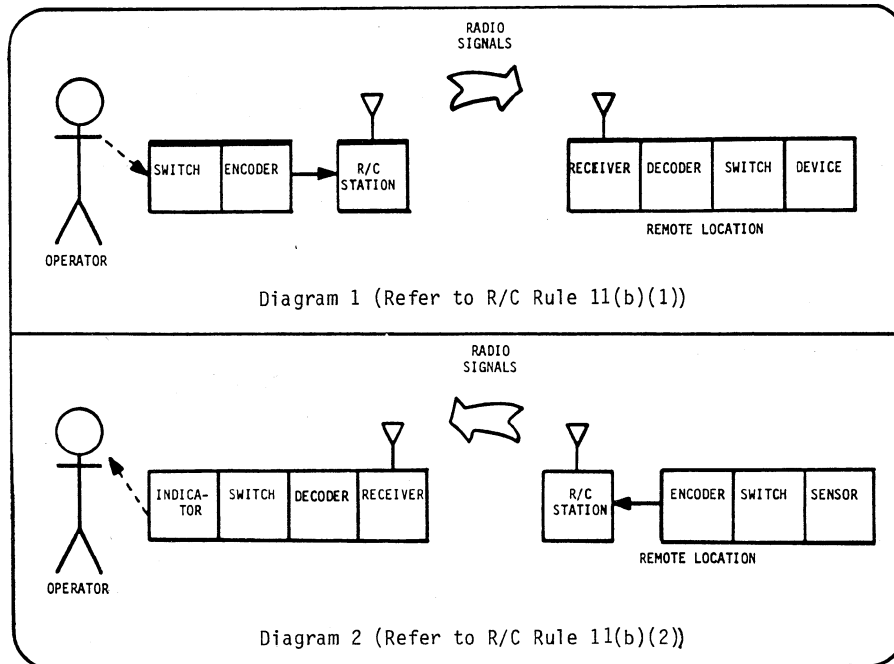 RADIO
SIGNALS
SWITCH ENCODER
R/C
STATION
RECEIVER DECODER SWITCH DEVICE
REMOTE LOCATION
OPERATOR
Diagram 1 (Refer to R/C Rule 11(b)(1))
RADIO
SIGNALS
INDICA-
TOR
SWITCH DECODER RECEIVER
R/C
STATION
ENCODER SWITCH SENSOR
REMOTE LOCATION
OPERATOR
Diagram 2 (Refer to R/C Rule 11(b)(2))